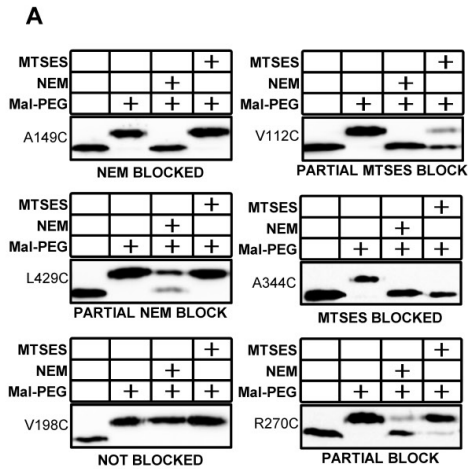 A
MTSES +
NEM +
Mal-PEG + + +
A149C
NEM BLOCKED
MTSES +
NEM +
Mal-PEG + + +
V112C
PARTIAL MTSES BLOCK
MTSES +
NEM +
Mal-PEG + + +
L429C
PARTIAL NEM BLOCK
MTSES +
NEM +
Mal-PEG + + +
A344C
MTSES BLOCKED
MTSES +
NEM +
Mal-PEG + + +
V198C
NOT BLOCKED
MTSES +
NEM +
Mal-PEG + + +
R270C
PARTIAL BLOCK